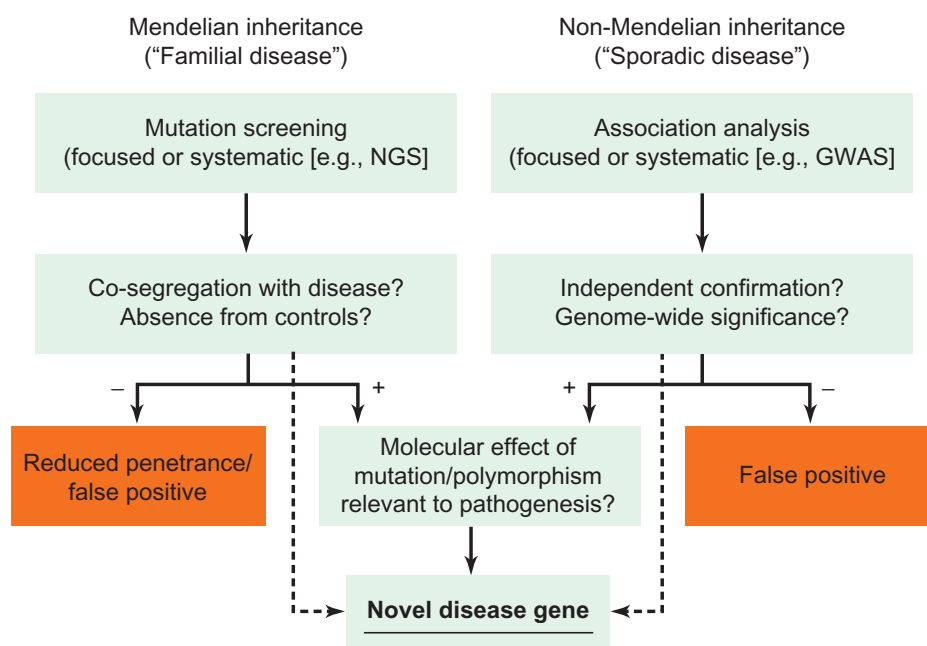 Mendelian inheritance
(“Familial disease”)
Non-Mendelian inheritance
(“Sporadic disease”)
Mutation screening
(focused or systematic [e.g., NGS]
Association analysis
(focused or systematic [e.g., GWAS]
Co-segregation with disease?
Absence from controls?
Independent confirmation?
Genome-wide significance?
–
+
+
–
Reduced penetrance/
false positive
Molecular effect of
mutation/polymorphism
relevant to pathogenesis?
False positive
Novel disease gene